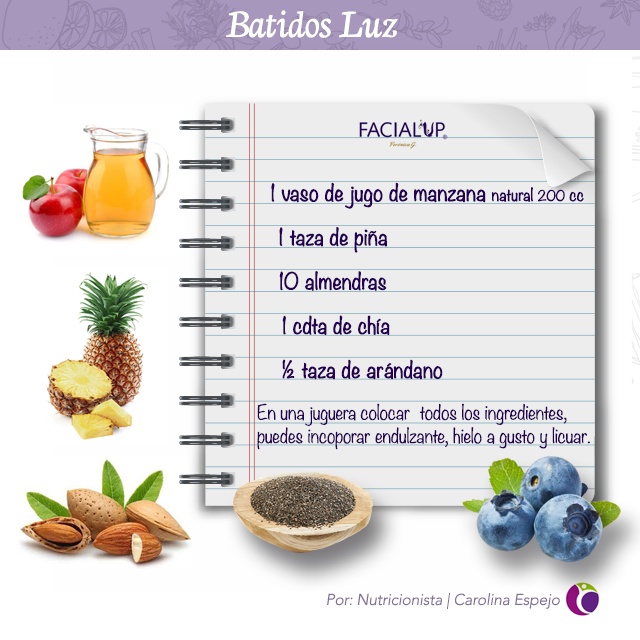 Batidos Luz
FACIAL'UP®
Verónica G.
1 vaso de jugo de manzana natural 200 cc
1 taza de piña
10 almendras
1 cdta de chía
½ taza de arándano
En una juguera colocar todos los ingredientes,
puedes incoporar endulzante, hielo a gusto y licuar.
Por: Nutricionista | Carolina Espejo